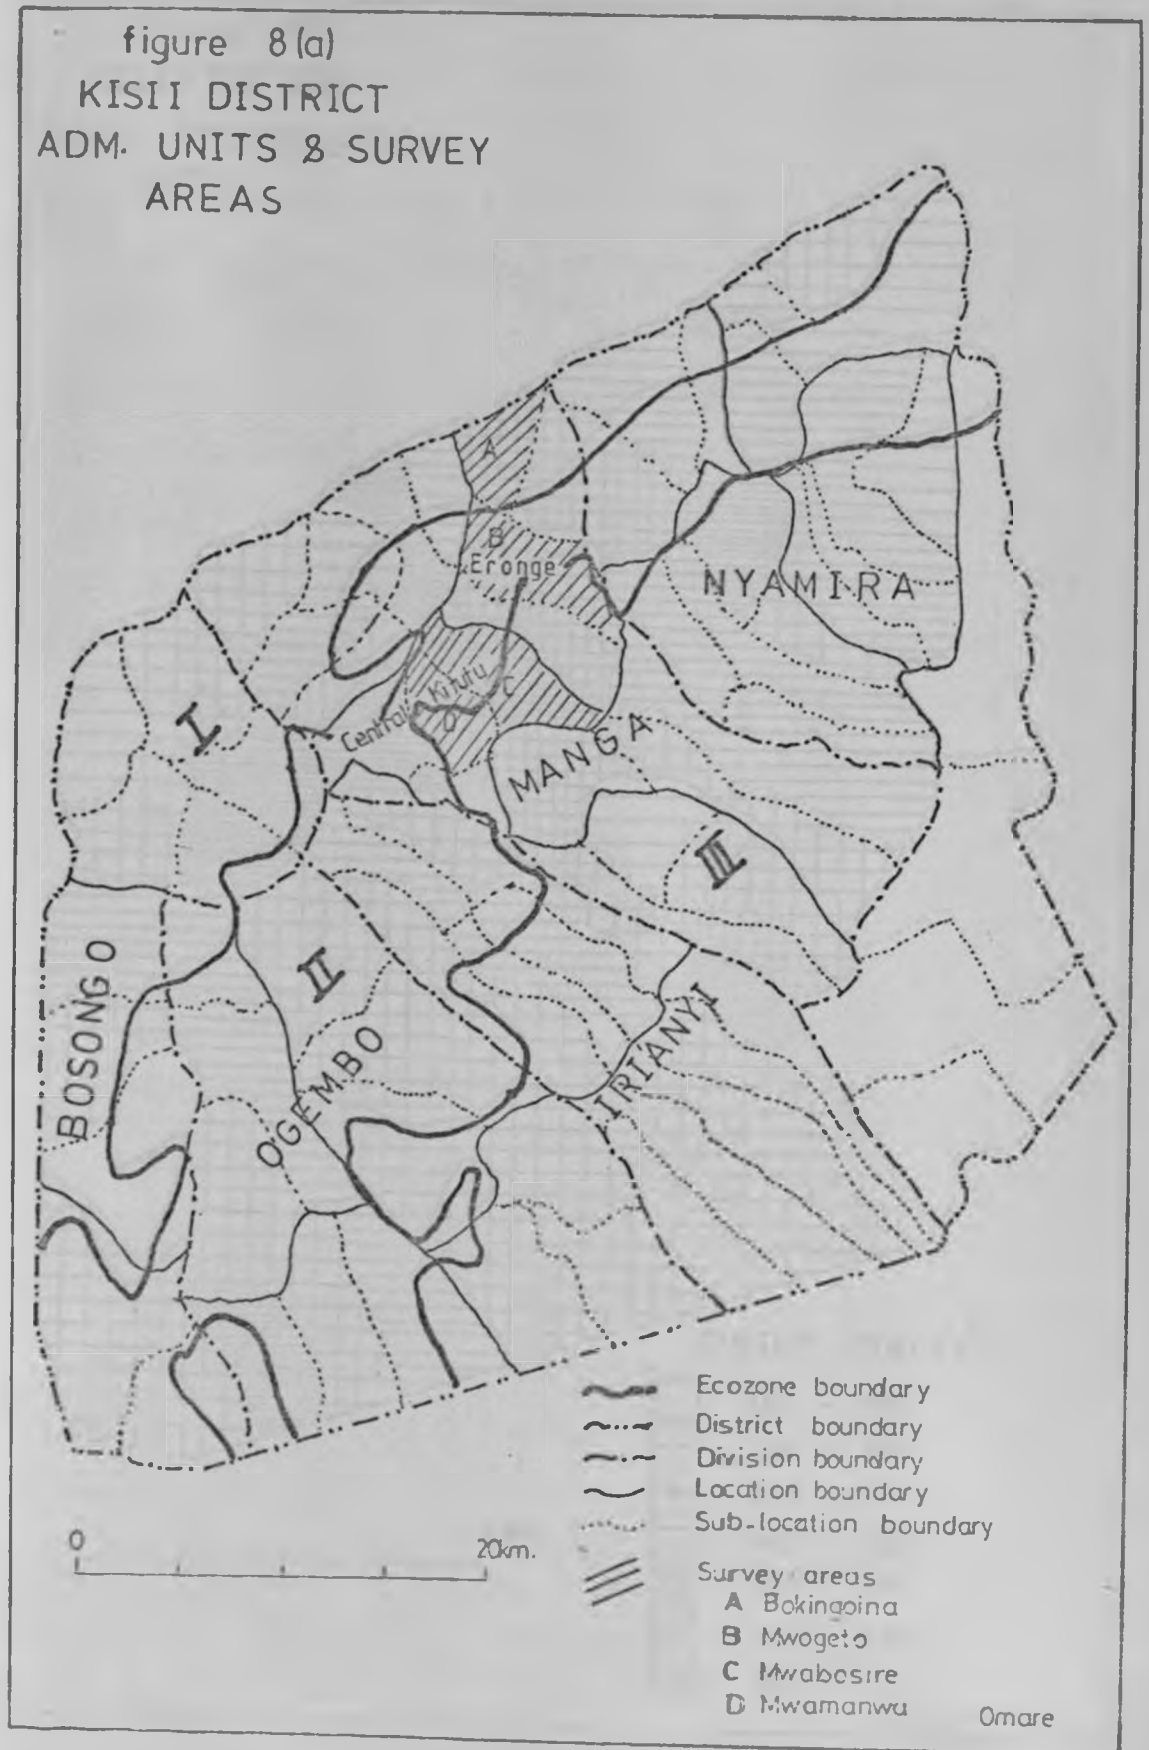 figure 8(a)
KISII DISTRICT
ADM. UNITS & SURVEY
AREAS
A
B
Eronge
NYAMIRA
Kitutu
C
Central
D
I
MANGA
III
BOSONGO
II
OGEMBO
IRIANYI
Ecozone boundary
District boundary
Division boundary
Location boundary
Sub-location boundary
0
20km.
Survey areas
A Bokingoina
B Mwogeto
C Mwabosire
D Mwamanwu
Omare